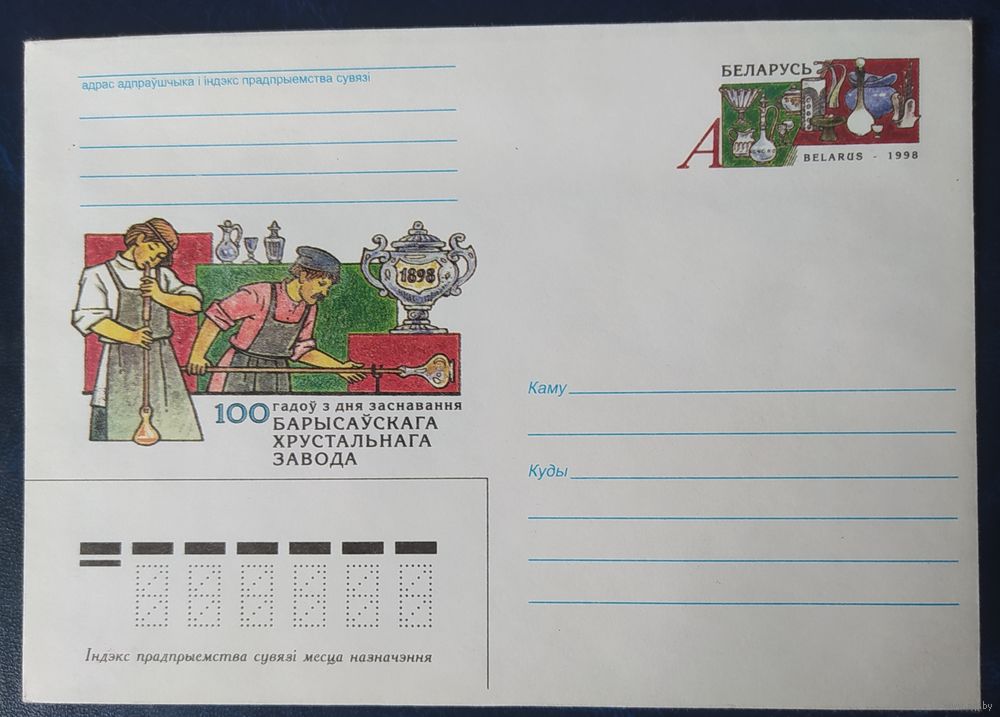 адрас адпраўшчыка і індэкс прадпрыемства сувязі
БЕЛАРУСЬ
А
BELARUS - 1998
1898
100 гадоў з дня заснавання
БАРЫСАЎСКАГА
ХРУСТАЛЬНАГА
ЗАВОДА
Каму
Куды
Індэкс прадпрыемства сувязі месца назначэння